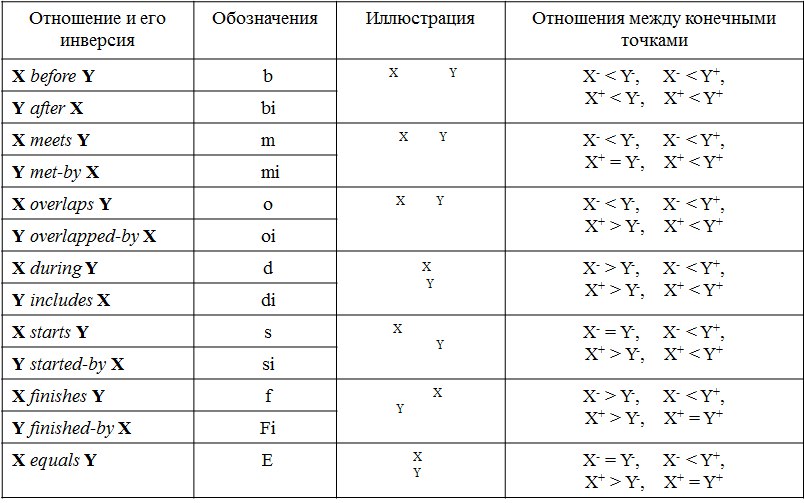 Отношение и его инверсия Обозначения Иллюстрация Отношения между конечными точками
X before Y b X Y X- < Y-, X- < Y+,
Y after X bi X+ < Y-, X+ < Y+
X meets Y m X Y X- < Y-, X- < Y+,
Y met-by X mi X+ = Y-, X+ < Y+
X overlaps Y o X Y X- < Y-, X- < Y+,
Y overlapped-by X oi X+ > Y-, X+ < Y+
X during Y d X X- > Y-, X- < Y+,
Y includes X di Y X+ > Y-, X+ < Y+
X starts Y s X X- = Y-, X- < Y+,
Y started-by X si Y X+ > Y-, X+ < Y+
X finishes Y f X X- > Y-, X- < Y+,
Y finished-by X Fi Y X+ > Y-, X+ = Y+
X equals Y E X X- = Y-, X- < Y+,
Y X+ > Y-, X+ = Y+